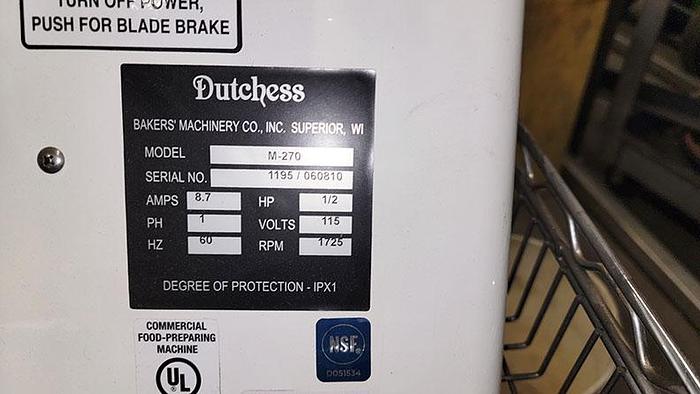 TURN OFF POWER,
PUSH FOR BLADE BRAKE
Dutchess
BAKERS' MACHINERY CO., INC. SUPERIOR, WI
MODEL M-270
SERIAL NO. 1195 / 060810
AMPS 8.7 HP 1/2
PH 1 VOLTS 115
HZ 60 RPM 1725
DEGREE OF PROTECTION - IPX1
COMMERCIAL
FOOD-PREPARING
MACHINE
UL
NSF.
D051534